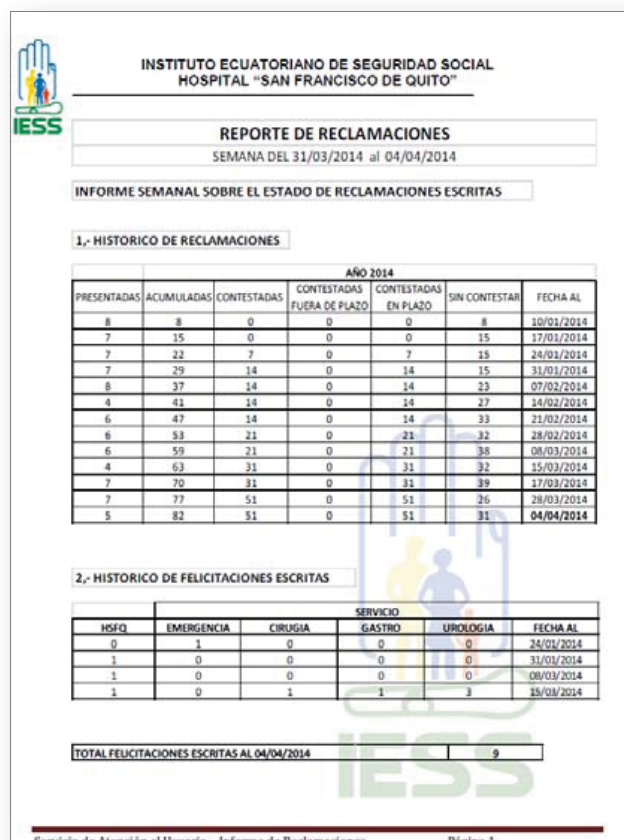 INSTITUTO ECUATORIANO DE SEGURIDAD SOCIAL
HOSPITAL "SAN FRANCISCO DE QUITO"
IESS
REPORTE DE RECLAMACIONES
SEMANA DEL 31/03/2014 al 04/04/2014
INFORME SEMANAL SOBRE EL ESTADO DE RECLAMACIONES ESCRITAS
1,- HISTORICO DE RECLAMACIONES
AÑO 2014
PRESENTADAS ACUMULADAS CONTESTADAS CONTESTADAS FUERA DE PLAZO CONTESTADAS EN PLAZO SIN CONTESTAR FECHA AL
8 8 0 0 0 8 10/01/2014
7 15 0 0 0 15 17/01/2014
7 22 7 0 7 15 24/01/2014
7 29 14 0 14 15 31/01/2014
8 37 14 0 14 23 07/02/2014
4 41 14 0 14 27 14/02/2014
6 47 14 0 14 33 21/02/2014
6 53 21 0 21 32 28/02/2014
6 59 21 0 21 38 08/03/2014
4 63 31 0 31 32 15/03/2014
7 70 31 0 31 39 17/03/2014
7 77 51 0 51 26 28/03/2014
5 82 51 0 51 31 04/04/2014
2,- HISTORICO DE FELICITACIONES ESCRITAS
SERVICIO
HSFQ EMERGENCIA CIRUGIA GASTRO UROLOGIA FECHA AL
0 1 0 0 0 24/01/2014
1 0 0 0 0 31/01/2014
1 0 0 0 0 08/03/2014
1 0 1 1 3 15/03/2014
TOTAL FELICITACIONES ESCRITAS AL 04/04/2014 9
IESS
Servicio de Atención al Usuario – Informe de Reclamaciones Página 1